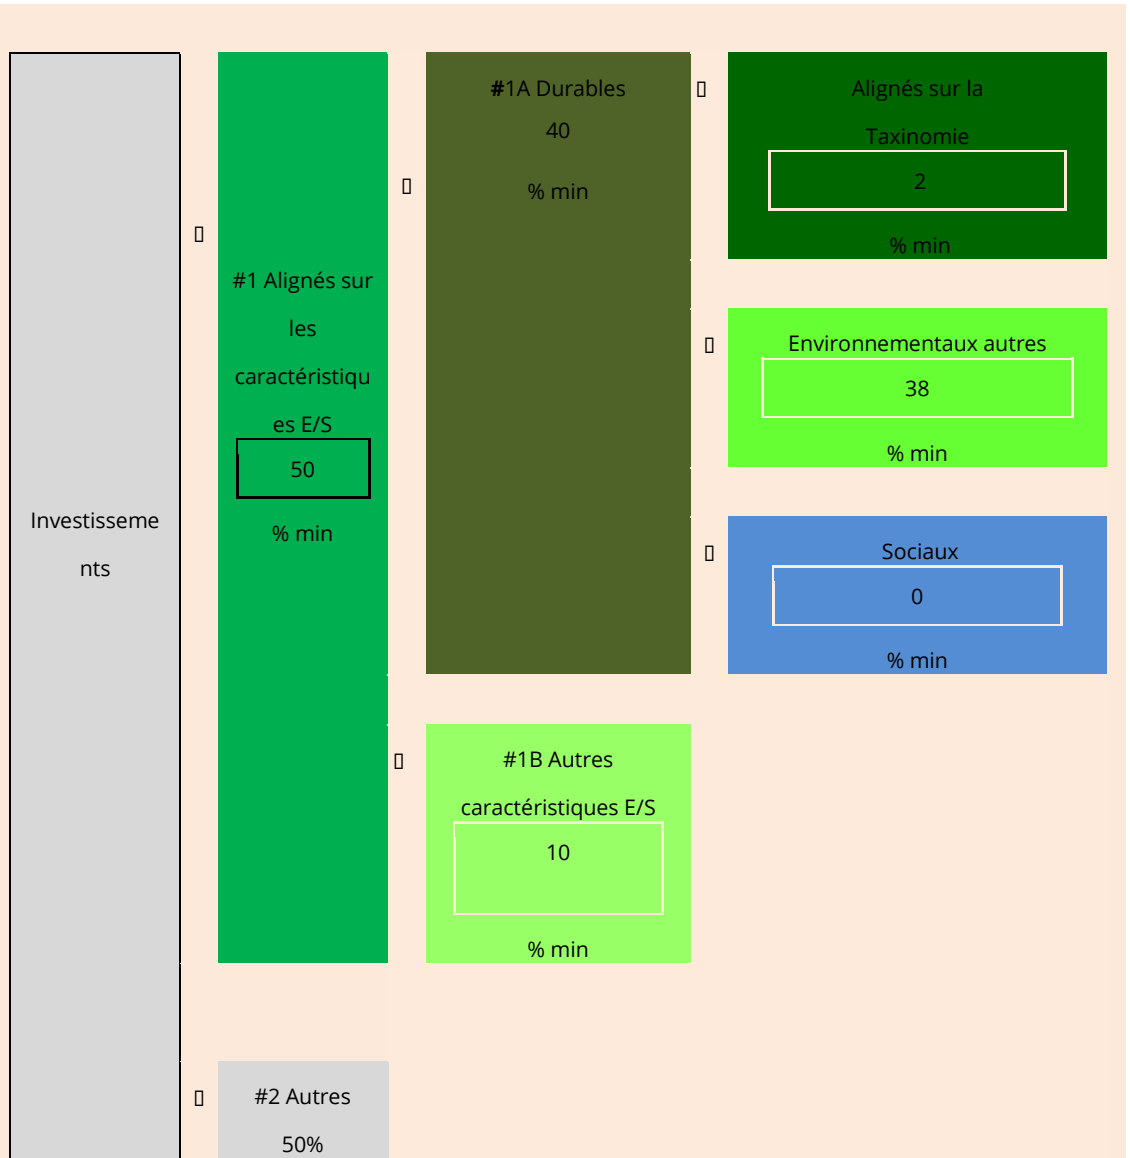 Investisseme
nts
#1 Alignés sur
les
caractéristiqu
es E/S
50
% min
#1A Durables
40
% min
Alignés sur la
Taxinomie
2
% min
Environnementaux autres
38
% min
Sociaux
0
% min
#1B Autres
caractéristiques E/S
10
% min
#2 Autres
50%